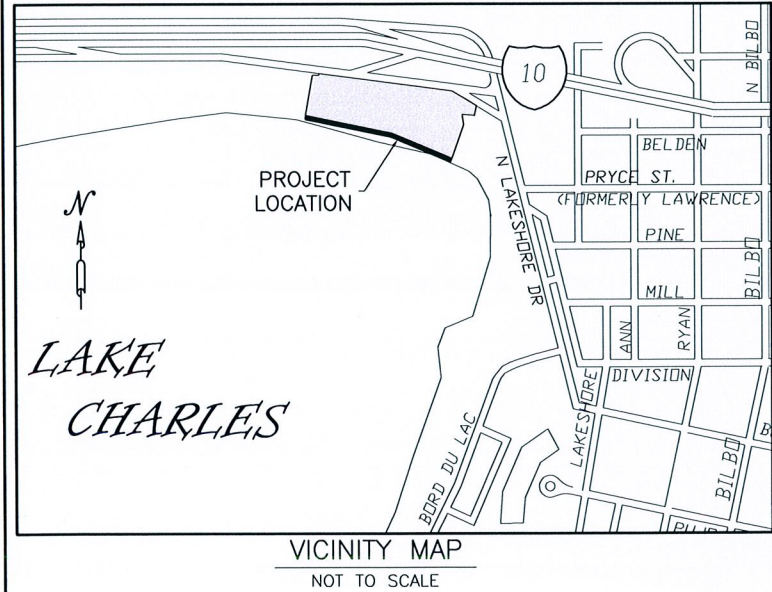 10
N BILBO
BELDEN
PROJECT
LOCATION
PRYCE ST.
(FORMERLY LAWRENCE)
N
N LAKESHORE DR
PINE
BILBO
MILL
ANN
RYAN
LAKE
CHARLES
DIVISION
LAKESHORE
BORD DU LAC
BILBO
VICINITY MAP
NOT TO SCALE